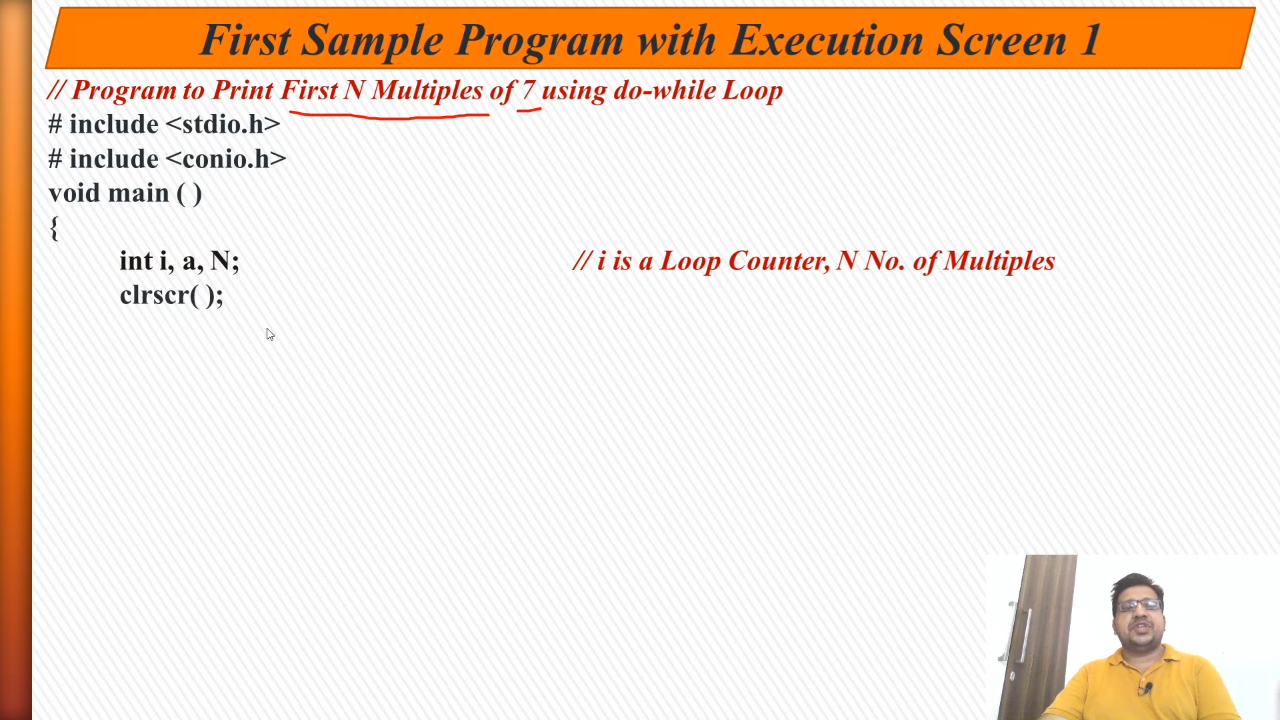 First Sample Program with Execution Screen 1
// Program to Print First N Multiples of 7 using do-while Loop
# include <stdio.h>
# include <conio.h>
void main ( )
{
int i, a, N; // i is a Loop Counter, N No. of Multiples
clrscr( );